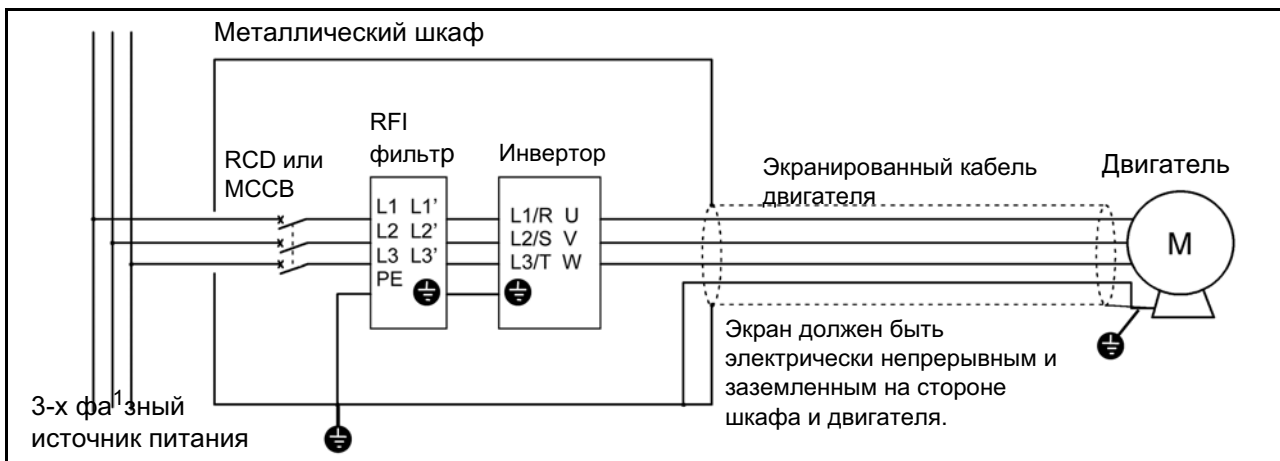 Металлический шкаф
RFI
фильтр
RCD или
MCCB
Инвертор
Экранированный кабель
двигателя
Двигатель
L1 L1’
L2 L2’
L3 L3’
PE
L1/R U
L2/S V
L3/T W
M
Экран должен быть
электрически непрерывным и
заземленным на стороне
шкафа и двигателя.
3-х фа1зный
источник питания